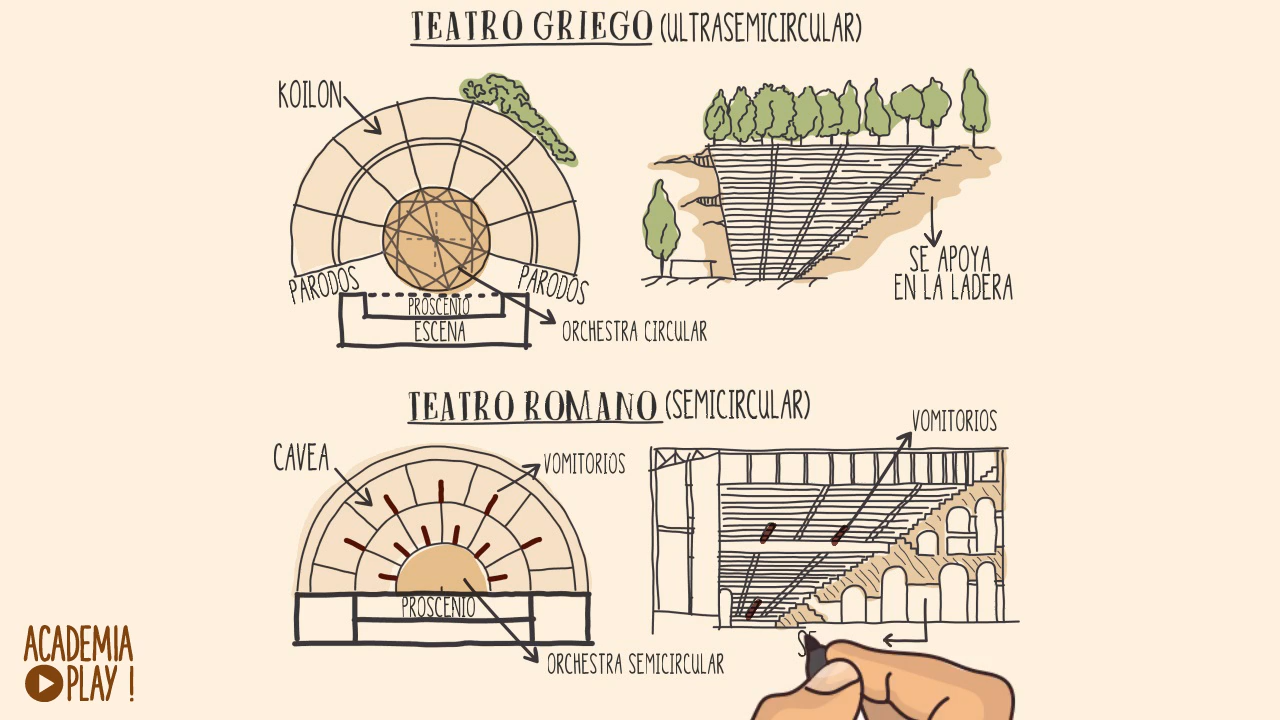 TEATRO GRIEGO (ULTRASEMICIRCULAR)
KOILON
PARODOS
PARODOS
PROSCENIO
ESCENA
ORCHESTRA CIRCULAR
SE APOYA
EN LA LADERA
TEATRO ROMANO (SEMICIRCULAR)
CAVEA
VOMITORIOS
VOMITORIOS
PROSCENIO
ORCHESTRA SEMICIRCULAR
SE
ACADEMIA
PLAY !